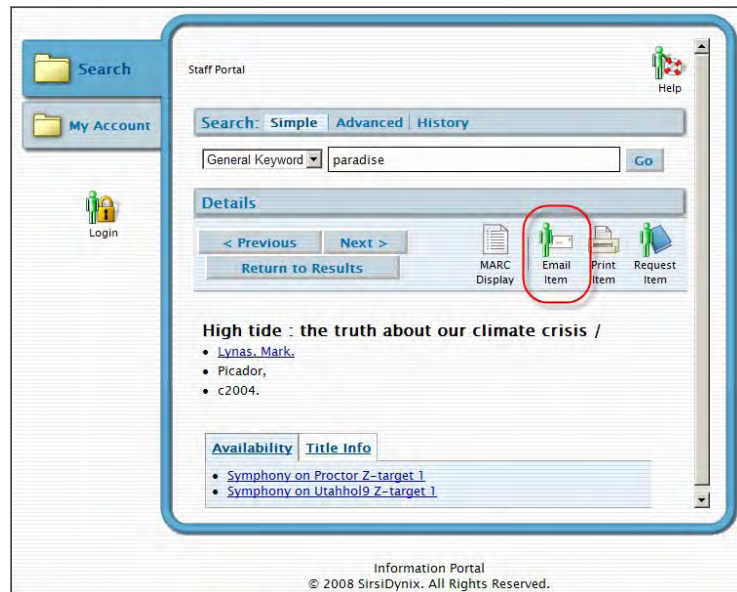 Search
My Account
Login
Staff Portal
Help
Search: Simple | Advanced | History
General Keyword paradise Go
Details
< Previous Next >
Return to Results
MARC Display
Email Item
Print Item
Request Item
High tide : the truth about our climate crisis /
• Lynas, Mark.
• Picador,
• c2004.
Availability Title Info
• Symphony on Proctor Z-target 1
• Symphony on Utahhol9 Z-target 1
Information Portal
© 2008 SirsiDynix. All Rights Reserved.